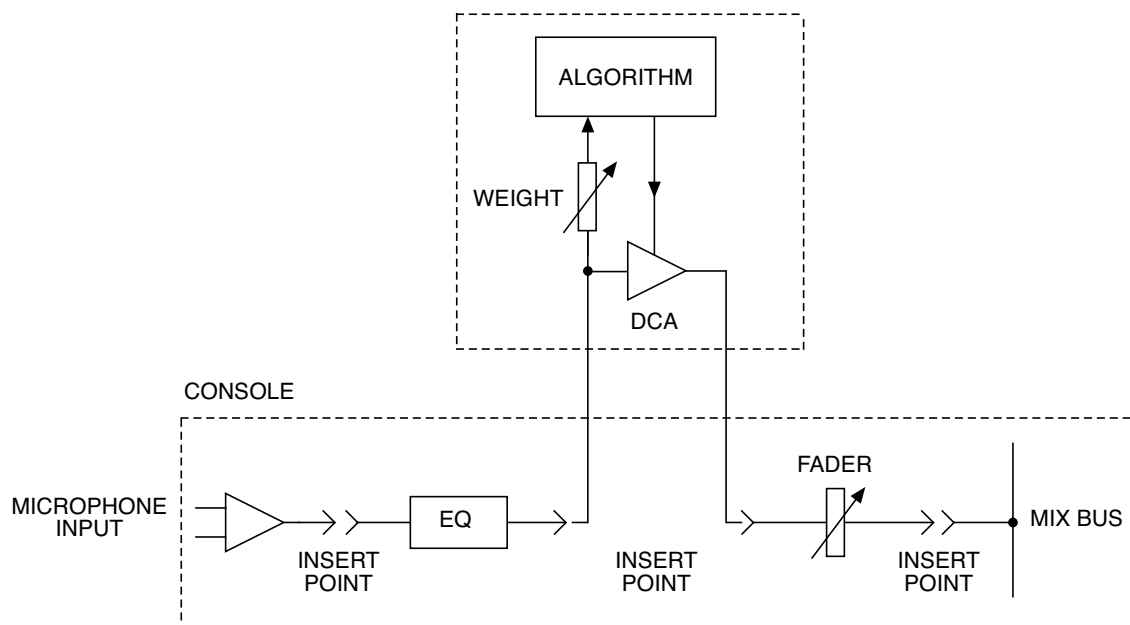 ALGORITHM
WEIGHT
DCA
CONSOLE
MICROPHONE
INPUT
EQ
FADER
MIX BUS
INSERT
POINT
INSERT
POINT
INSERT
POINT